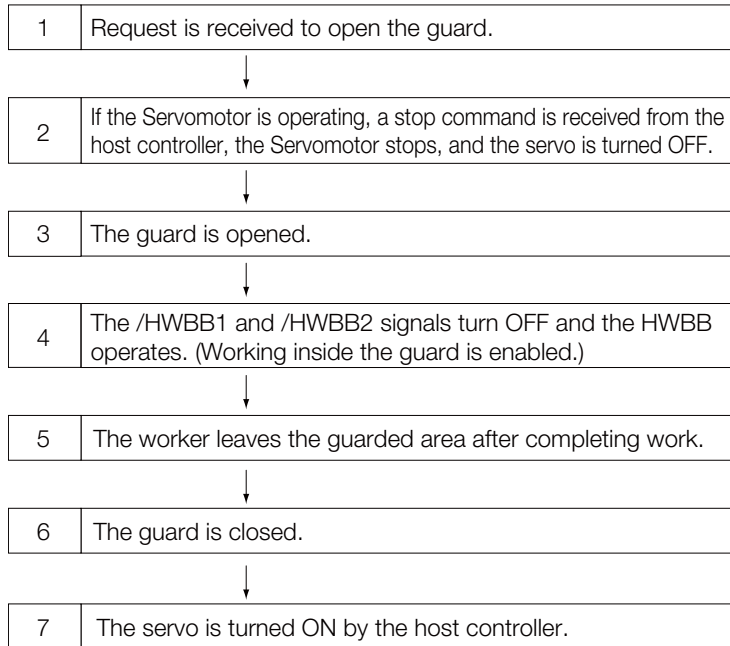 1 Request is received to open the guard.
2 If the Servomotor is operating, a stop command is received from the
host controller, the Servomotor stops, and the servo is turned OFF.
3 The guard is opened.
4 The /HWBB1 and /HWBB2 signals turn OFF and the HWBB
operates. (Working inside the guard is enabled.)
5 The worker leaves the guarded area after completing work.
6 The guard is closed.
7 The servo is turned ON by the host controller.